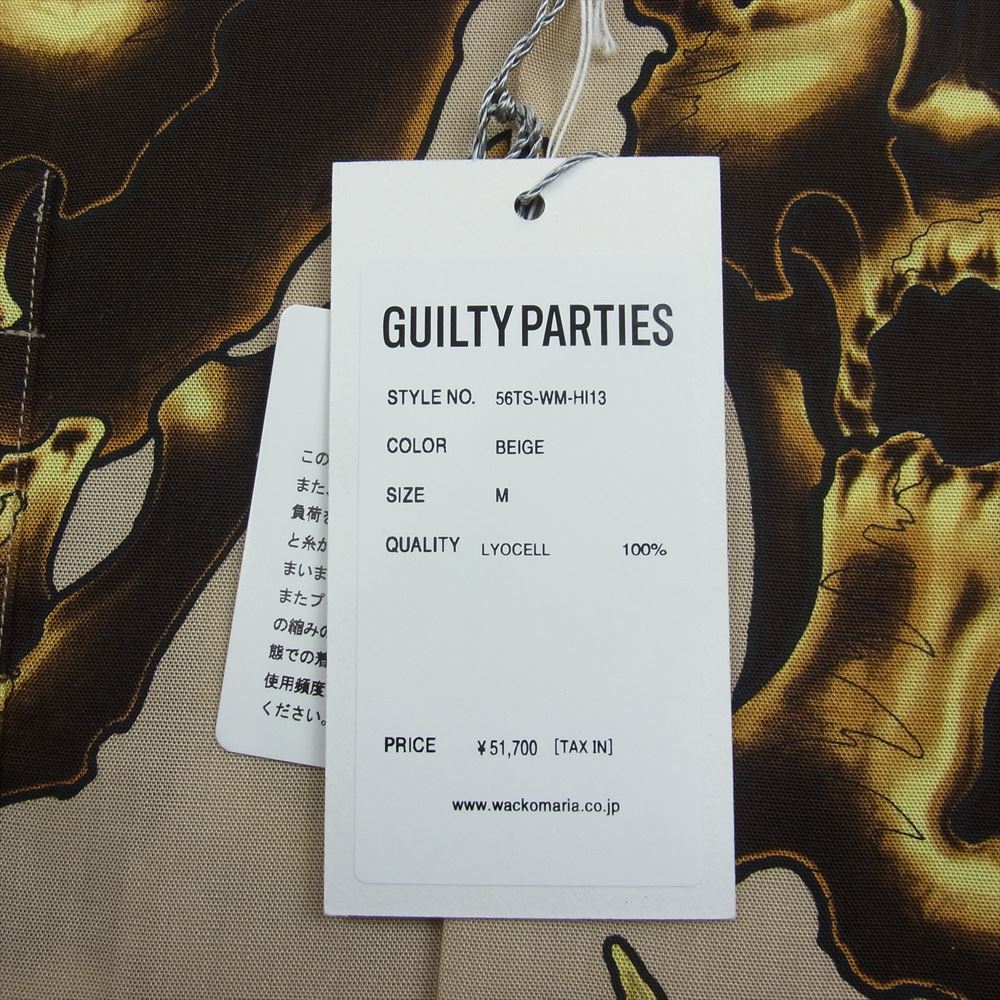 GUILTY PARTIES
STYLE NO. 56TS-WM-HI13
COLOR BEIGE
SIZE M
QUALITY LYOCELL 100%
PRICE ¥51,700 [TAX IN]
www.wackomaria.co.jp
この
また、
負荷を
と糸が
まいま
またプ
の縮みの
態での着
使用頻度
ください。